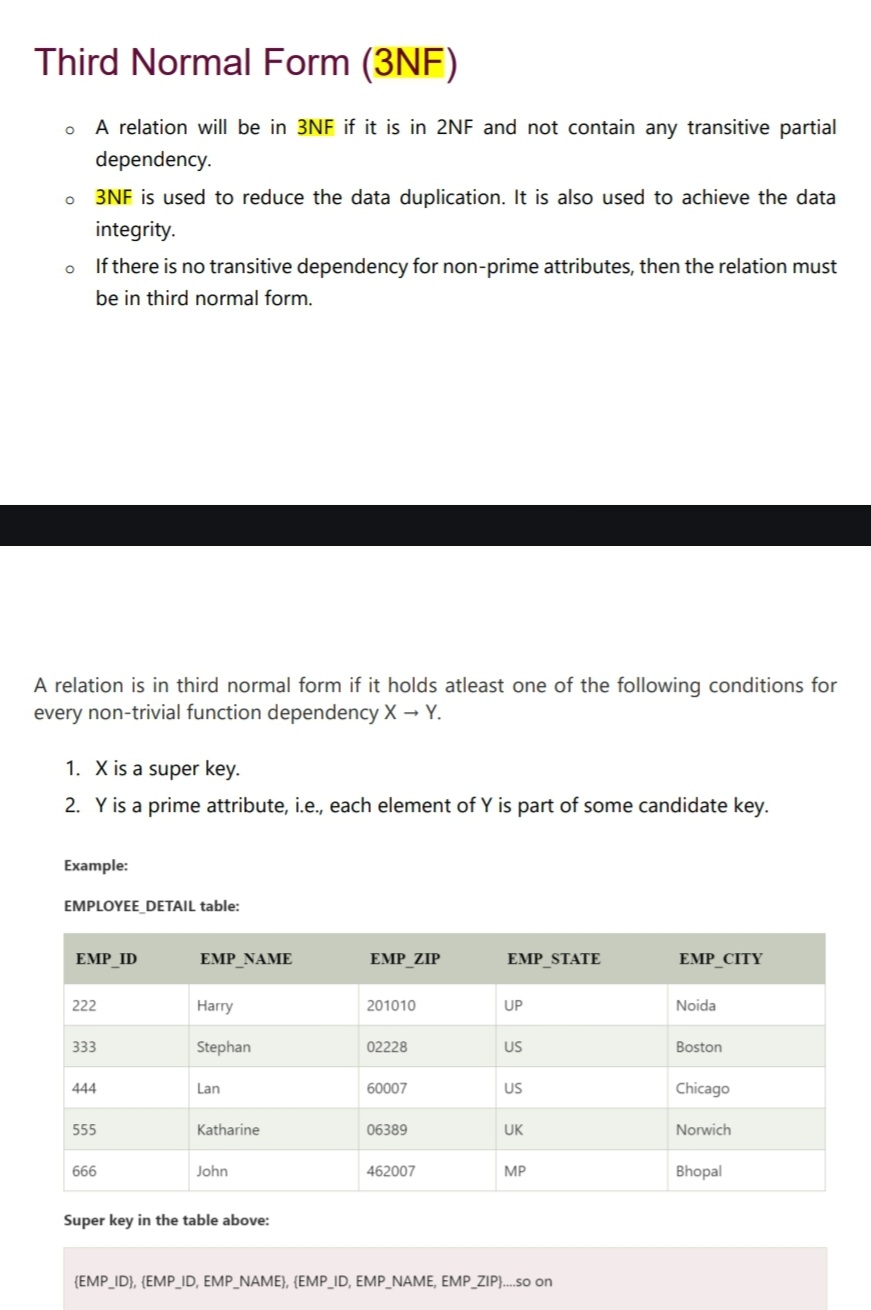 Third Normal Form (3NF)
o A relation will be in 3NF if it is in 2NF and not contain any transitive partial
dependency.
o 3NF is used to reduce the data duplication. It is also used to achieve the data
integrity.
o If there is no transitive dependency for non-prime attributes, then the relation must
be in third normal form.
A relation is in third normal form if it holds atleast one of the following conditions for
every non-trivial function dependency X → Y.
1. X is a super key.
2. Y is a prime attribute, i.e., each element of Y is part of some candidate key.
Example:
EMPLOYEE_DETAIL table:
EMP_ID EMP_NAME EMP_ZIP EMP_STATE EMP_CITY
222 Harry 201010 UP Noida
333 Stephan 02228 US Boston
444 Lan 60007 US Chicago
555 Katharine 06389 UK Norwich
666 John 462007 MP Bhopal
Super key in the table above:
{EMP_ID}, {EMP_ID, EMP_NAME}, {EMP_ID, EMP_NAME, EMP_ZIP}....so on